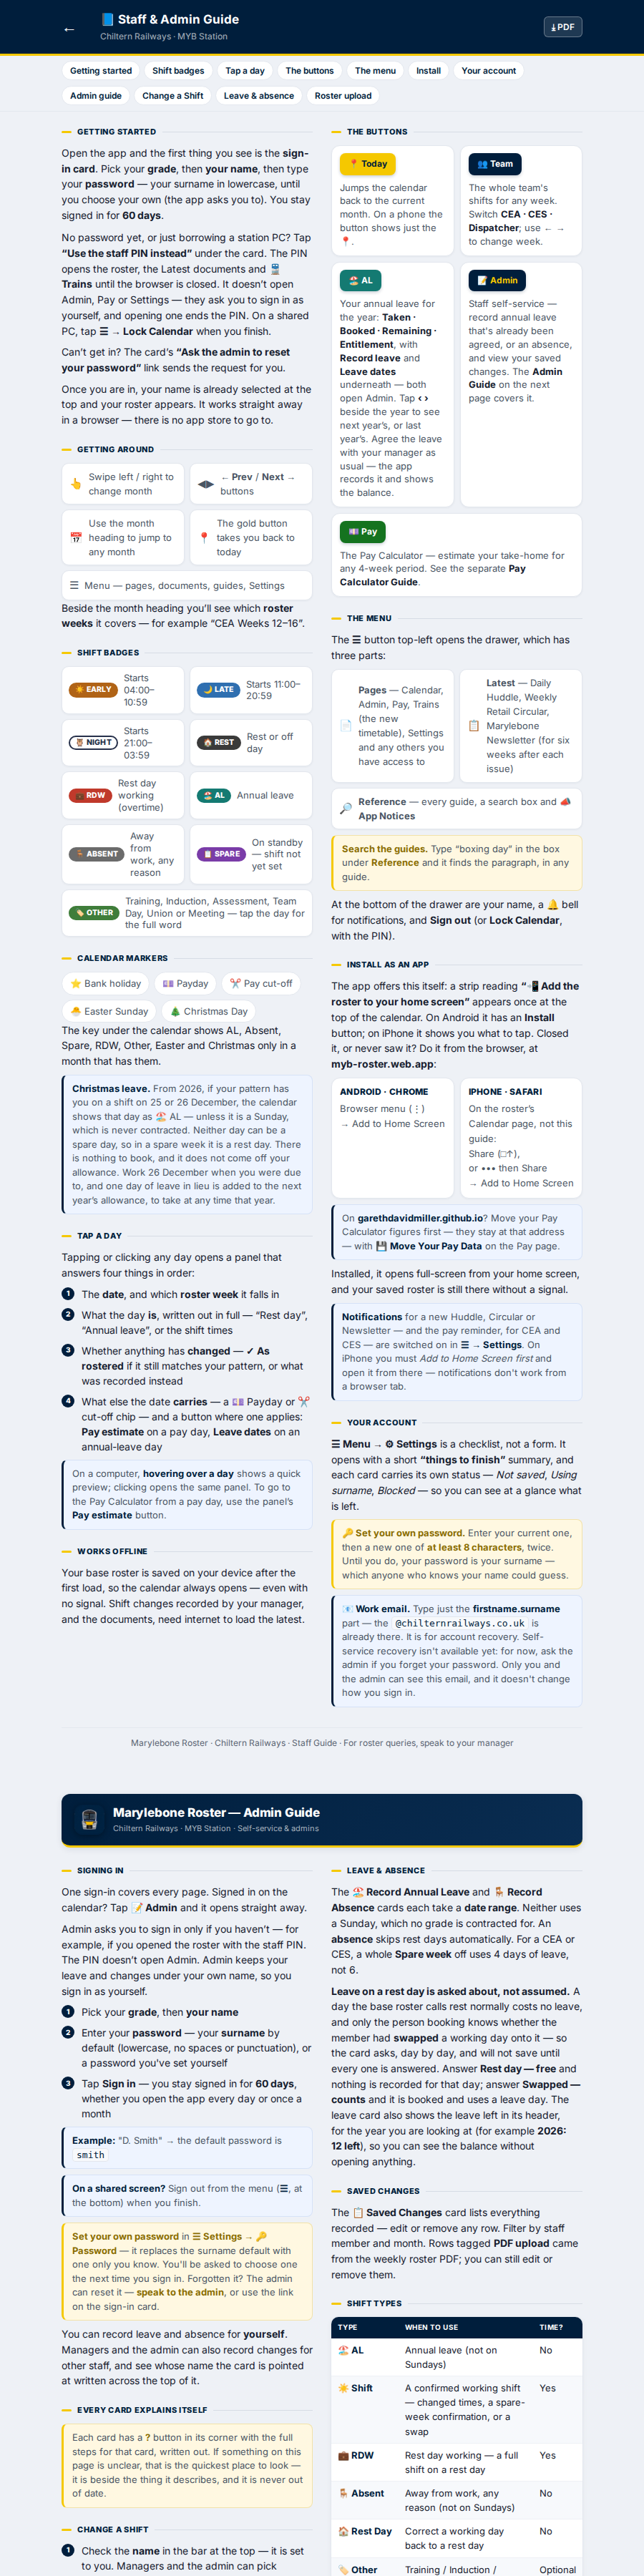 ←
📘 Staff & Admin Guide
Chiltern Railways · MYB Station
⤓ PDF
Getting started
Shift badges
Tap a day
The buttons
The menu
Install
Your account
Admin guide
Change a Shift
Leave & absence
Roster upload
GETTING STARTED
Open the app and the first thing you see is the sign-
in card. Pick your grade, then your name, then type
your password — your surname in lowercase, until
you choose your own (the app asks you to). You stay
signed in for 60 days.
No password yet, or just borrowing a station PC? Tap
“Use the staff PIN instead” under the card. The PIN
opens the roster, the Latest documents and 🚆
Trains until the browser is closed. It doesn’t open
Admin, Pay or Settings — they ask you to sign in as
yourself, and opening one ends the PIN. On a shared
PC, tap ☰ → Lock Calendar when you finish.
Can’t get in? The card’s “Ask the admin to reset
your password” link sends the request for you.
Once you are in, your name is already selected at the
top and your roster appears. It works straight away
in a browser — there is no app store to go to.
GETTING AROUND
👆 Swipe left / right to
change month
◀▶ ← Prev / Next →
buttons
📅 Use the month
heading to jump to
any month
📍 The gold button
takes you back to
today
☰ Menu — pages, documents, guides, Settings
Beside the month heading you’ll see which roster
weeks it covers — for example “CEA Weeks 12–16”.
SHIFT BADGES
☀️ EARLY
Starts
04:00–
10:59
🌙 LATE
Starts 11:00–
20:59
🦉 NIGHT
Starts
21:00–
03:59
🏠 REST
Rest or off
day
💼 RDW
Rest day
working
(overtime)
🏖️ AL
Annual leave
🪑 ABSENT
Away
from
work, any
reason
📋 SPARE
On standby
— shift not
yet set
🏷️ OTHER
Training, Induction, Assessment, Team
Day, Union or Meeting — tap the day for
the full word
CALENDAR MARKERS
⭐ Bank holiday
💷 Payday
✂️ Pay cut-off
🐣 Easter Sunday
🎄 Christmas Day
The key under the calendar shows AL, Absent,
Spare, RDW, Other, Easter and Christmas only in a
month that has them.
Christmas leave. From 2026, if your pattern has
you on a shift on 25 or 26 December, the calendar
shows that day as 🏖️ AL — unless it is a Sunday,
which is never contracted. Neither day can be a
spare day, so in a spare week it is a rest day. There
is nothing to book, and it does not come off your
allowance. Work 26 December when you were due
to, and one day of leave in lieu is added to the next
year’s allowance, to take at any time that year.
TAP A DAY
Tapping or clicking any day opens a panel that
answers four things in order:
1 The date, and which roster week it falls in
2 What the day is, written out in full — “Rest day”,
“Annual leave”, or the shift times
3 Whether anything has changed — ✓ As
rostered if it still matches your pattern, or what
was recorded instead
4 What else the date carries — a 💷 Payday or ✂️
cut-off chip — and a button where one applies:
Pay estimate on a pay day, Leave dates on an
annual-leave day
On a computer, hovering over a day shows a quick
preview; clicking opens the same panel. To go to
the Pay Calculator from a pay day, use the panel’s
Pay estimate button.
WORKS OFFLINE
Your base roster is saved on your device after the
first load, so the calendar always opens — even with
no signal. Shift changes recorded by your manager,
and the documents, need internet to load the latest.
THE BUTTONS
📍 Today
Jumps the calendar
back to the current
month. On a phone the
button shows just the
📍.
👥 Team
The whole team's
shifts for any week.
Switch CEA · CES ·
Dispatcher; use ← →
to change week.
🏖️ AL
Your annual leave for
the year: Taken ·
Booked · Remaining ·
Entitlement, with
Record leave and
Leave dates
underneath — both
open Admin. Tap ‹ ›
beside the year to see
next year’s, or last
year’s. Agree the leave
with your manager as
usual — the app
records it and shows
the balance.
📝 Admin
Staff self-service —
record annual leave
that's already been
agreed, or an absence,
and view your saved
changes. The Admin
Guide on the next
page covers it.
💷 Pay
The Pay Calculator — estimate your take-home for
any 4-week period. See the separate Pay
Calculator Guide.
THE MENU
The ☰ button top-left opens the drawer, which has
three parts:
📄 Pages — Calendar,
Admin, Pay, Trains
(the new
timetable), Settings
and any others you
have access to
📋 Latest — Daily
Huddle, Weekly
Retail Circular,
Marylebone
Newsletter (for six
weeks after each
issue)
🔎 Reference — every guide, a search box and 📣
App Notices
Search the guides. Type “boxing day” in the box
under Reference and it finds the paragraph, in any
guide.
At the bottom of the drawer are your name, a 🔔 bell
for notifications, and Sign out (or Lock Calendar,
with the PIN).
INSTALL AS AN APP
The app offers this itself: a strip reading “📲 Add the
roster to your home screen” appears once at the
top of the calendar. On Android it has an Install
button; on iPhone it shows you what to tap. Closed
it, or never saw it? Do it from the browser, at
myb-roster.web.app:
ANDROID · CHROME
Browser menu (⋮)
→ Add to Home Screen
IPHONE · SAFARI
On the roster’s
Calendar page, not this
guide:
Share (□↑),
or ••• then Share
→ Add to Home Screen
On garethdavidmiller.github.io? Move your Pay
Calculator figures first — they stay at that address
— with 💾 Move Your Pay Data on the Pay page.
Installed, it opens full-screen from your home screen,
and your saved roster is still there without a signal.
Notifications for a new Huddle, Circular or
Newsletter — and the pay reminder, for CEA and
CES — are switched on in ☰ → Settings. On
iPhone you must Add to Home Screen first and
open it from there — notifications don't work from
a browser tab.
YOUR ACCOUNT
☰ Menu → ⚙ Settings is a checklist, not a form. It
opens with a short “things to finish” summary, and
each card carries its own status — Not saved, Using
surname, Blocked — so you can see at a glance what
is left.
🔑 Set your own password. Enter your current one,
then a new one of at least 8 characters, twice.
Until you do, your password is your surname —
which anyone who knows your name could guess.
📧 Work email. Type just the firstname.surname
part — the @chilternrailways.co.uk is
already there. It is for account recovery. Self-
service recovery isn't available yet: for now, ask the
admin if you forget your password. Only you and
the admin can see this email, and it doesn't change
how you sign in.
Marylebone Roster · Chiltern Railways · Staff Guide · For roster queries, speak to your manager
Marylebone Roster — Admin Guide
Chiltern Railways · MYB Station · Self-service & admins
SIGNING IN
One sign-in covers every page. Signed in on the
calendar? Tap 📝 Admin and it opens straight away.
Admin asks you to sign in only if you haven’t — for
example, if you opened the roster with the staff PIN.
The PIN doesn’t open Admin. Admin keeps your
leave and changes under your own name, so you
sign in as yourself.
1 Pick your grade, then your name
2 Enter your password — your surname by
default (lowercase, no spaces or punctuation), or
a password you've set yourself
3 Tap Sign in — you stay signed in for 60 days,
whether you open the app every day or once a
month
Example: "D. Smith" → the default password is
smith
On a shared screen? Sign out from the menu (☰, at
the bottom) when you finish.
Set your own password in ☰ Settings → 🔑
Password — it replaces the surname default with
one only you know. You'll be asked to choose one
the next time you sign in. Forgotten it? The admin
can reset it — speak to the admin, or use the link
on the sign-in card.
You can record leave and absence for yourself.
Managers and the admin can also record changes for
other staff, and see whose name the card is pointed
at written across the top of it.
EVERY CARD EXPLAINS ITSELF
Each card has a ? button in its corner with the full
steps for that card, written out. If something on this
page is unclear, that is the quickest place to look —
it is beside the thing it describes, and it is never out
of date.
CHANGE A SHIFT
1 Check the name in the bar at the top — it is set
to you. Managers and the admin can pick
LEAVE & ABSENCE
The 🏖️ Record Annual Leave and 🪑 Record
Absence cards each take a date range. Neither uses
a Sunday, which no grade is contracted for. An
absence skips rest days automatically. For a CEA or
CES, a whole Spare week off uses 4 days of leave,
not 6.
Leave on a rest day is asked about, not assumed. A
day the base roster calls rest normally costs no leave,
and only the person booking knows whether the
member had swapped a working day onto it — so
the card asks, day by day, and will not save until
every one is answered. Answer Rest day — free and
nothing is recorded for that day; answer Swapped —
counts and it is booked and uses a leave day. The
leave card also shows the leave left in its header,
for the year you are looking at (for example 2026:
12 left), so you can see the balance without
opening anything.
SAVED CHANGES
The 📋 Saved Changes card lists everything
recorded — edit or remove any row. Filter by staff
member and month. Rows tagged PDF upload came
from the weekly roster PDF; you can still edit or
remove them.
SHIFT TYPES
TYPE WHEN TO USE TIME?
🏖️ AL Annual leave (not on
Sundays) No
☀️ Shift A confirmed working shift
— changed times, a spare-
week confirmation, or a
swap Yes
💼 RDW Rest day working — a full
shift on a rest day Yes
🪑 Absent Away from work, any
reason (not on Sundays) No
🏠 Rest Day Correct a working day
back to a rest day No
🏷️ Other Training / Induction / Optional